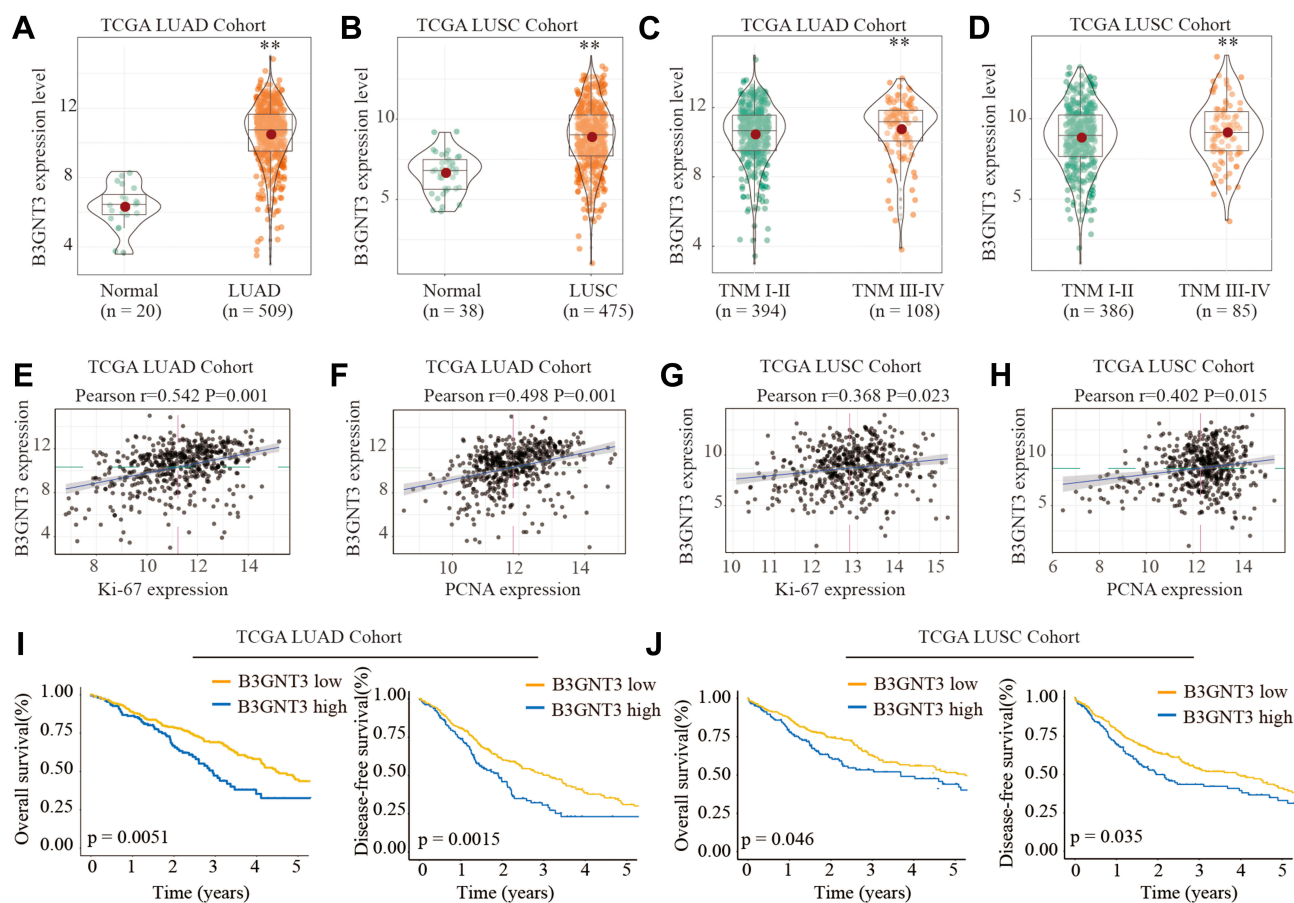 A
TCGA LUAD Cohort
**
B3GNT3 expression level
12
8
4
Normal
(n = 20)
LUAD
(n = 509)
B
TCGA LUSC Cohort
**
B3GNT3 expression level
10
5
Normal
(n = 38)
LUSC
(n = 475)
C
TCGA LUAD Cohort
**
B3GNT3 expression level
12
8
4
TNM I-II
(n = 394)
TNM III-IV
(n = 108)
D
TCGA LUSC Cohort
**
B3GNT3 expression level
10
5
TNM I-II
(n = 386)
TNM III-IV
(n = 85)
E
TCGA LUAD Cohort
Pearson r=0.542 P=0.001
B3GNT3 expression
12
8
4
8 10 12 14
Ki-67 expression
F
TCGA LUAD Cohort
Pearson r=0.498 P=0.001
B3GNT3 expression
12
8
4
10 12 14
PCNA expression
G
TCGA LUSC Cohort
Pearson r=0.368 P=0.023
B3GNT3 expression
10
5
10 11 12 13 14 15
Ki-67 expression
H
TCGA LUSC Cohort
Pearson r=0.402 P=0.015
B3GNT3 expression
10
5
6 8 10 12 14
PCNA expression
I
TCGA LUAD Cohort
B3GNT3 low
B3GNT3 high
Overall survival(%)
1.00
0.75
0.50
0.25
0.00
p = 0.0051
0 1 2 3 4 5
Time (years)
B3GNT3 low
B3GNT3 high
Disease-free survival(%)
1.00
0.75
0.50
0.25
0.00
p = 0.0015
0 1 2 3 4 5
Time (years)
J
TCGA LUSC Cohort
B3GNT3 low
B3GNT3 high
Overall survival(%)
1.00
0.75
0.50
0.25
0.00
p = 0.046
0 1 2 3 4 5
Time (years)
B3GNT3 low
B3GNT3 high
Disease-free survival(%)
1.00
0.75
0.50
0.25
0.00
p = 0.035
0 1 2 3 4 5
Time (years)